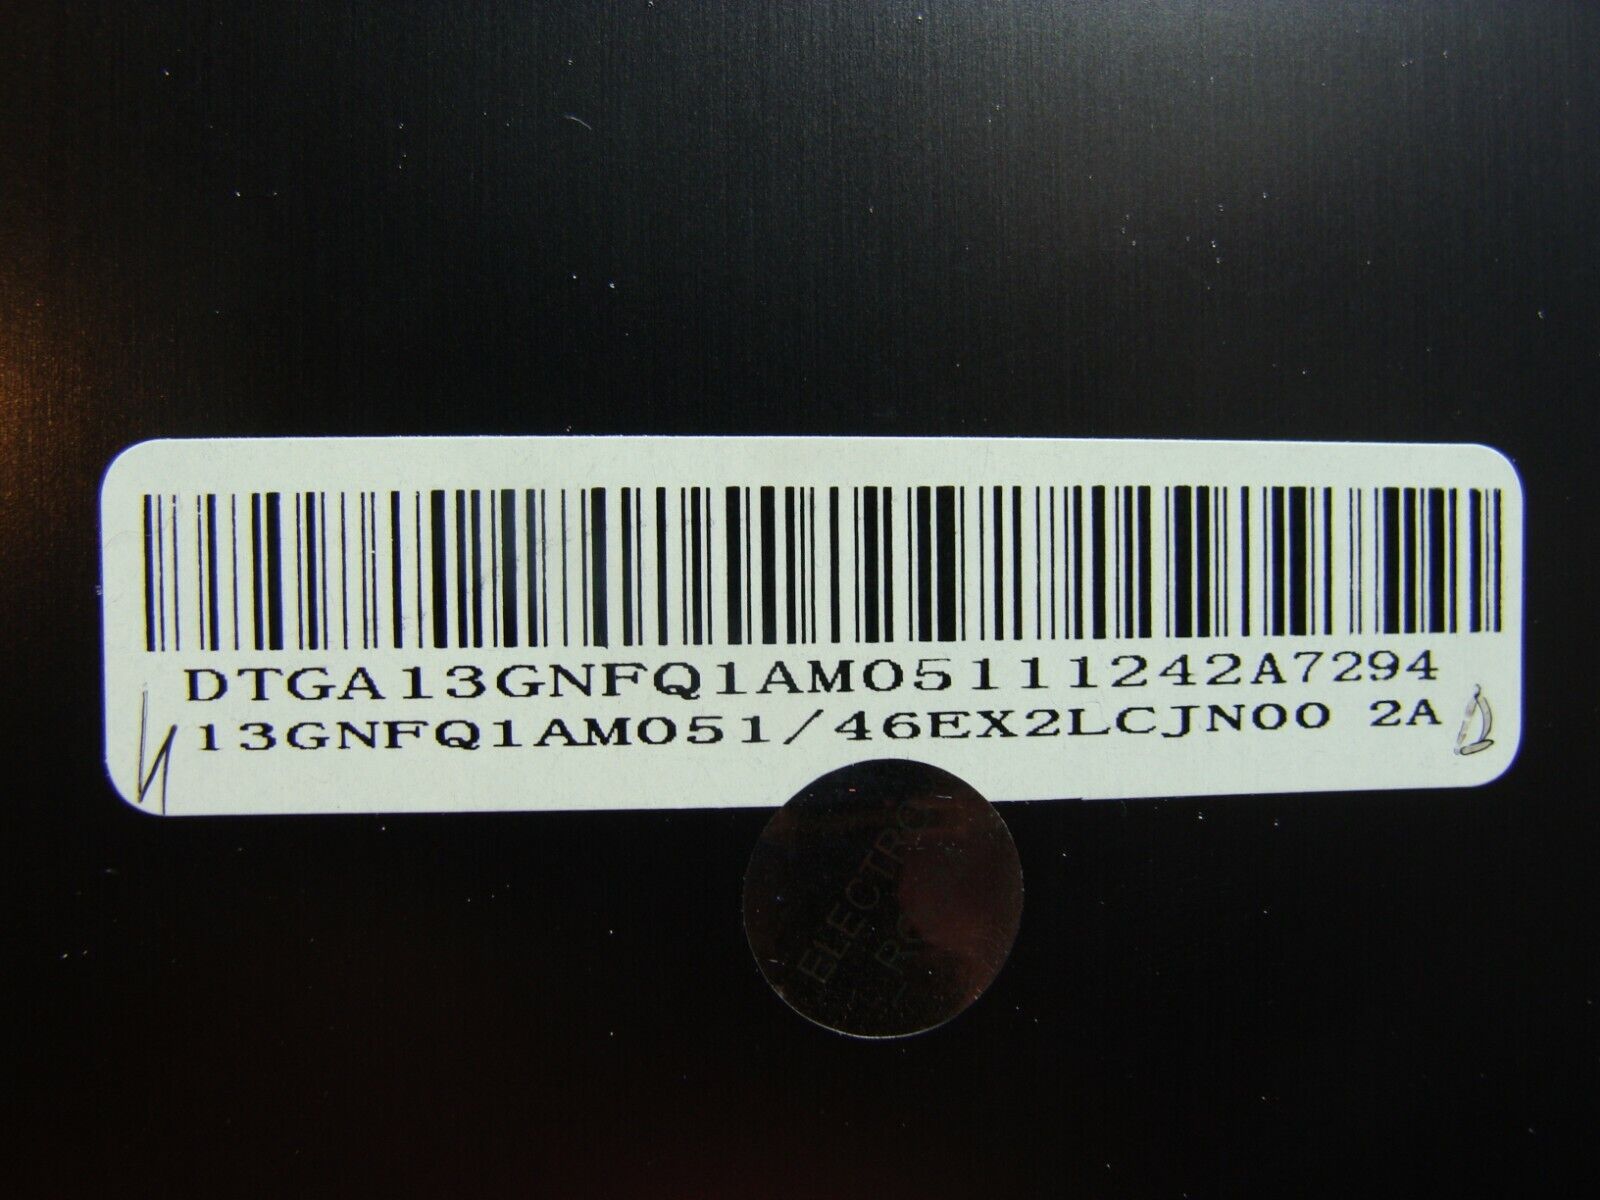 DTGA13GNFQ1AM05111242A7294
13GNFQ1AM051/46EX2LCJN00 2A